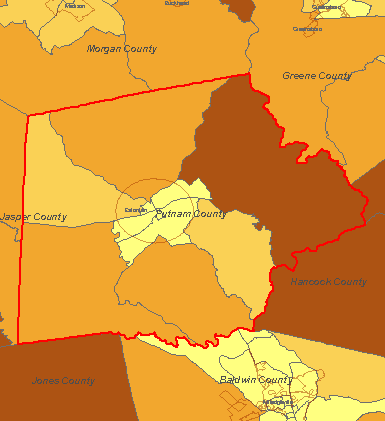 Madison
Buckhead
Greensboro
Morgan County
Greene County
Eatonton
Putnam County
Jasper County
Hancock County
Jones County
Baldwin County
Milledgeville